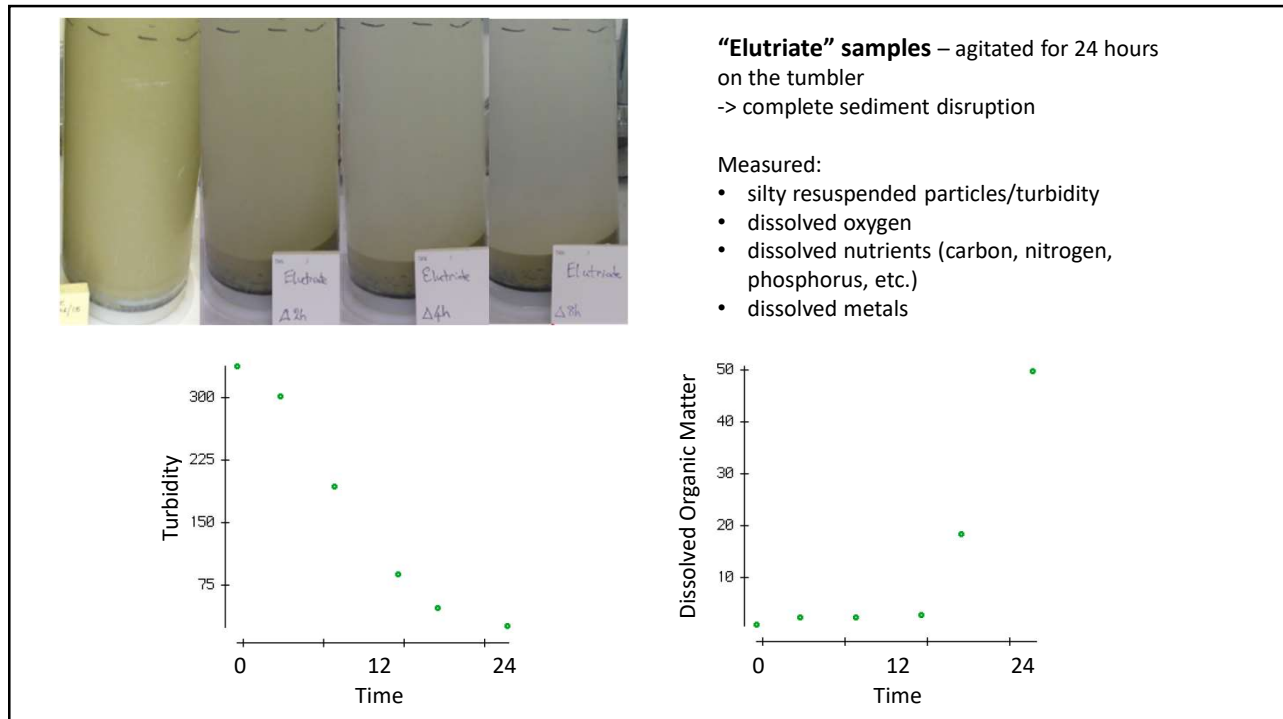 “Elutriate” samples – agitated for 24 hours
on the tumbler
-> complete sediment disruption
Measured:
• silty resuspended particles/turbidity
• dissolved oxygen
• dissolved nutrients (carbon, nitrogen,
phosphorus, etc.)
• dissolved metals
Elutriate
Δ2h
Elutriate
Δ4h
Elutriate
Δ8h
Turbidity
300
225
150
75
0 12 24
Time
Dissolved Organic Matter
50
40
30
20
10
0 12 24
Time